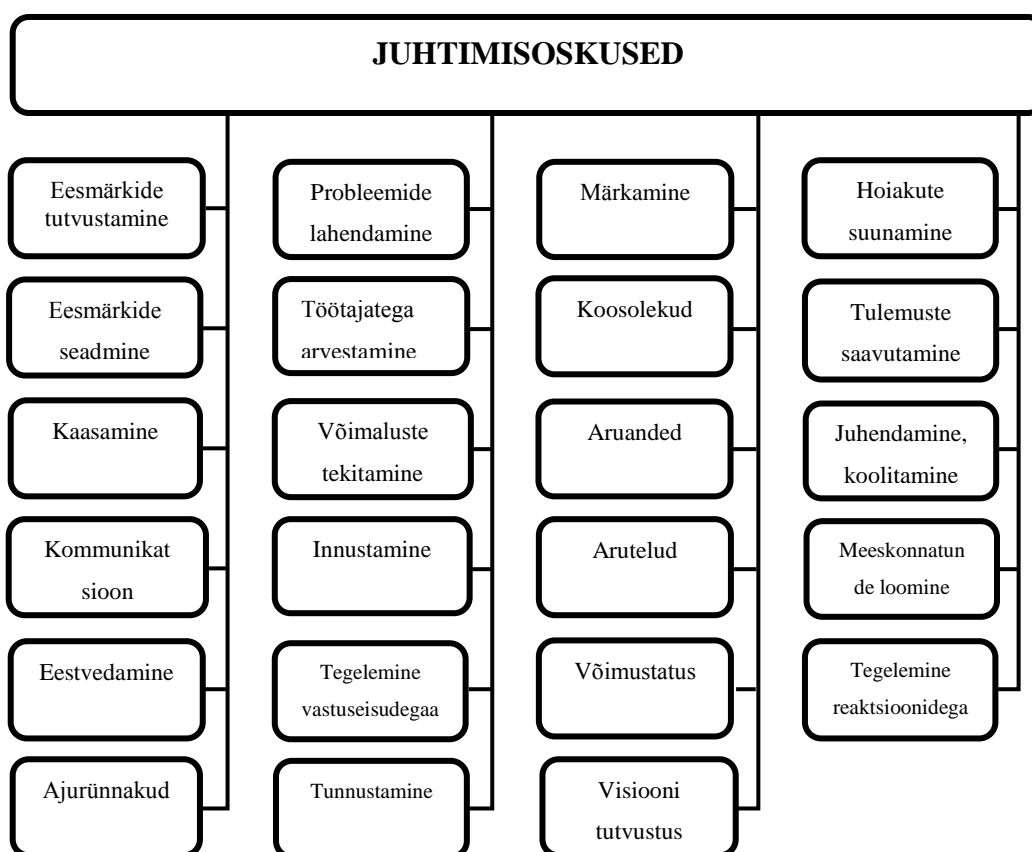 JUHTIMISOSKUSED
Eesmärkide
tutvustamine
Eesmärkide
seadmine
Kaasamine
Kommunikat
sioon
Eestvedamine
Ajurünnakud
Probleemide
lahendamine
Töötajatega
arvestamine
Võimaluste
tekitamine
Innustamine
Tegelemine
vastuseisudegaa
Tunnustamine
Märkamine
Koosolekud
Aruanded
Arutelud
Võimustatus
Visiooni
tutvustus
Hoiakute
suunamine
Tulemuste
saavutamine
Juhendamine,
koolitamine
Meeskonnatun
de loomine
Tegelemine
reaktsioonidega